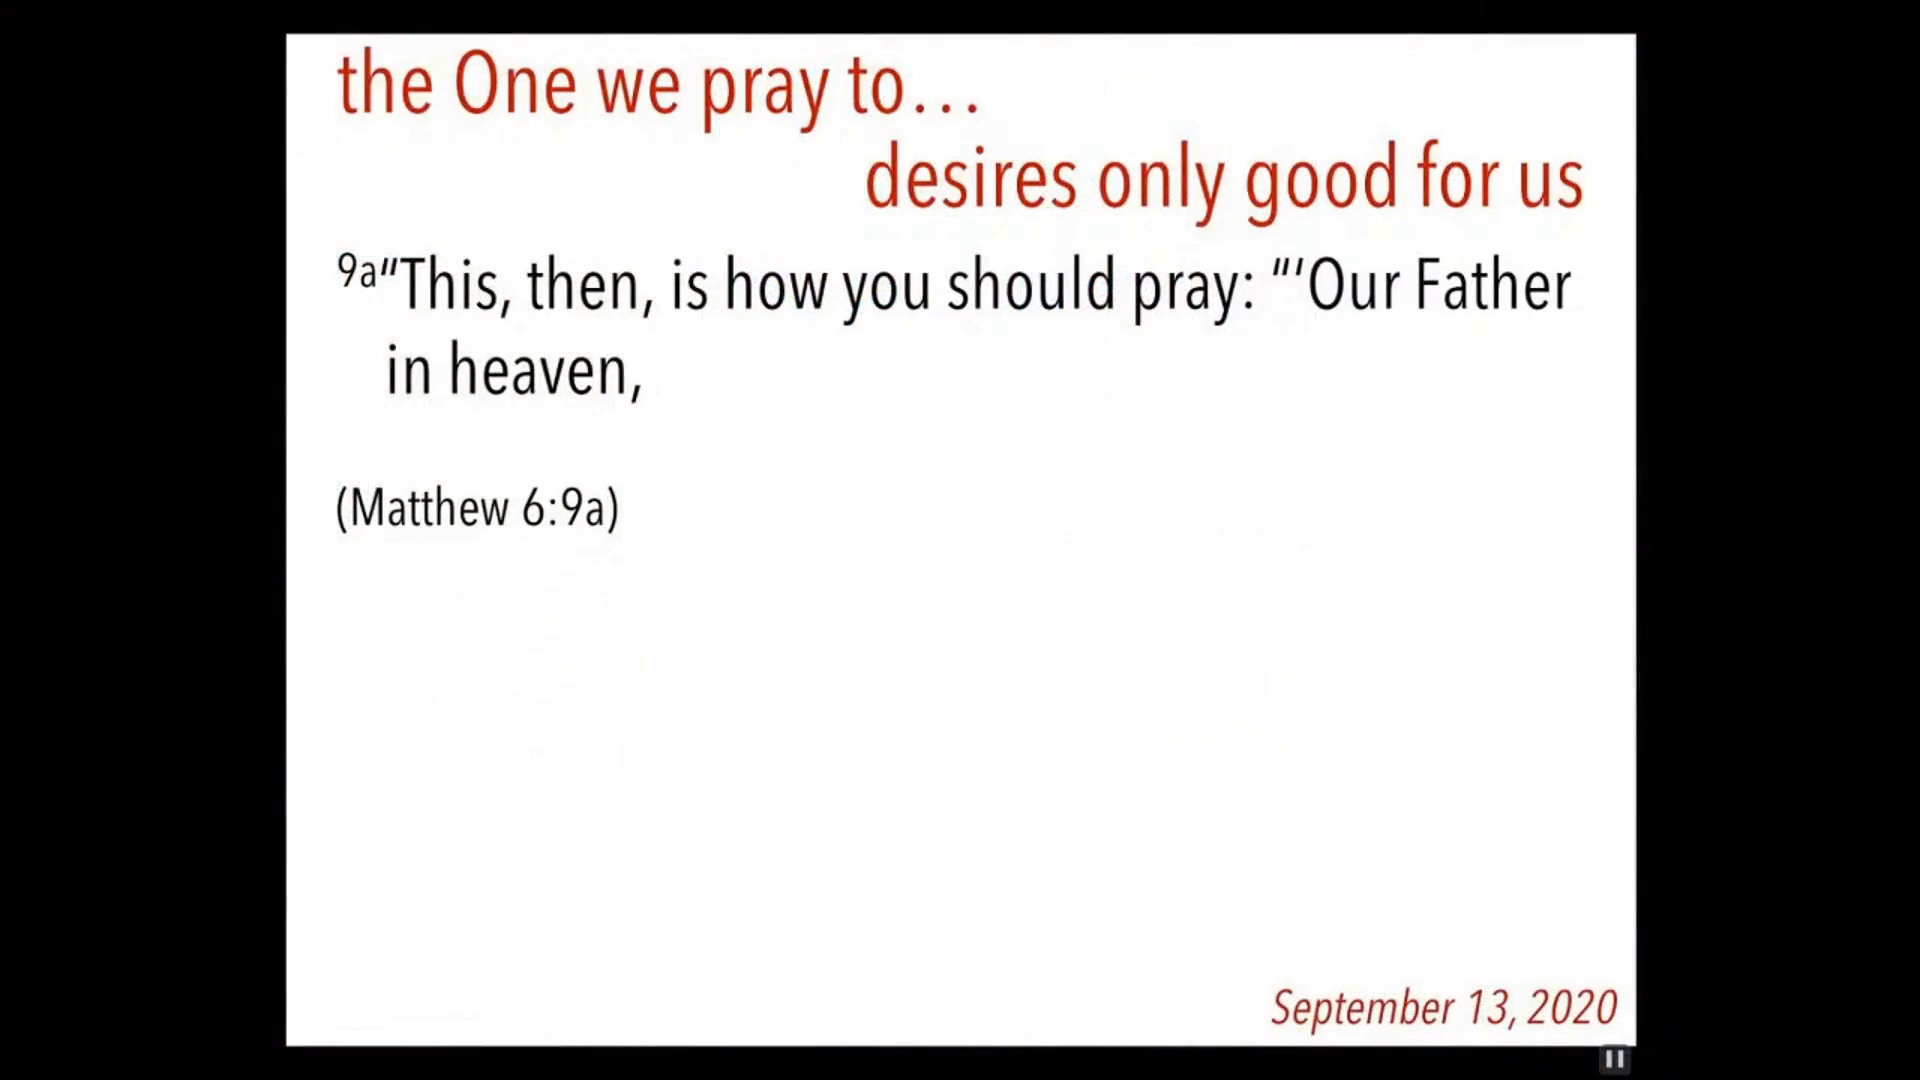 the One we pray to…
desires only good for us
9a"This, then, is how you should pray: “‘Our Father
in heaven,
(Matthew 6:9a)
September 13, 2020